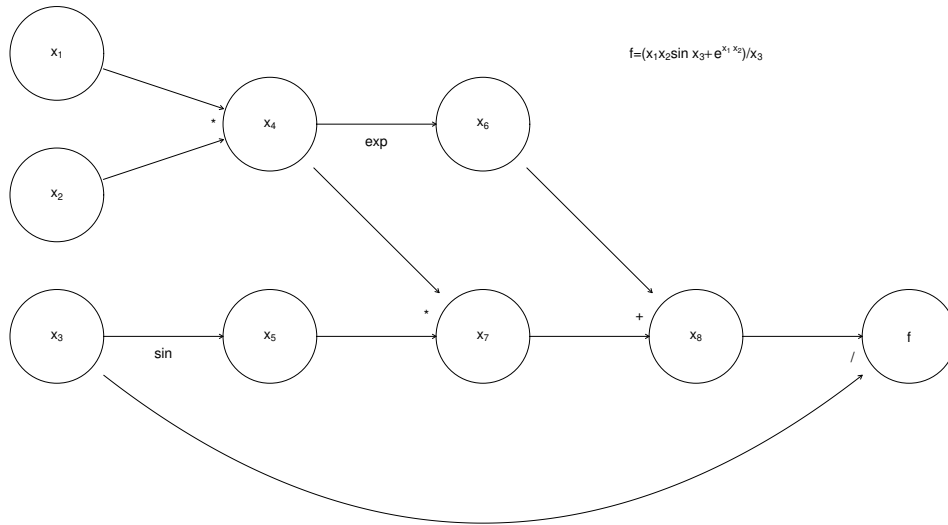 x₁
f=(x₁x₂sin x₃+e^{x₁ x₂})/x₃
*
x₄
exp
x₆
x₂
x₃
sin
x₅
*
x₇
+
x₈
/
f